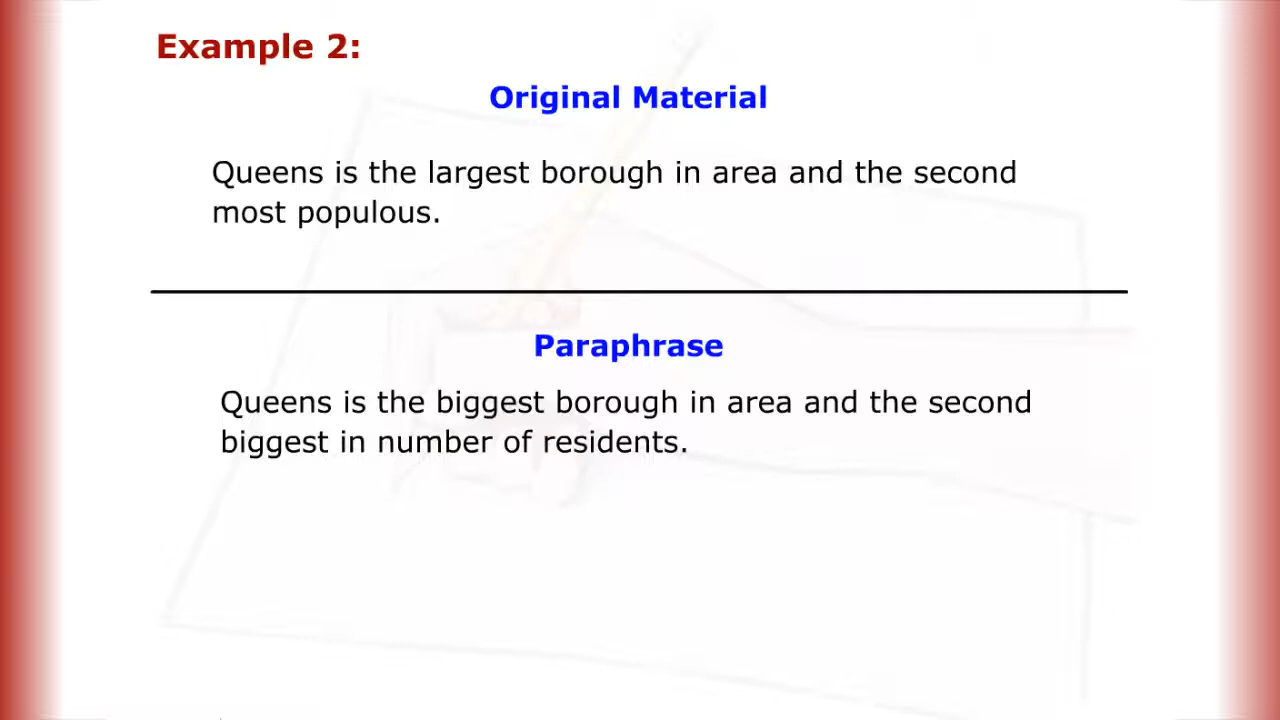 Example 2:
Original Material
Queens is the largest borough in area and the second
most populous.
Paraphrase
Queens is the biggest borough in area and the second
biggest in number of residents.